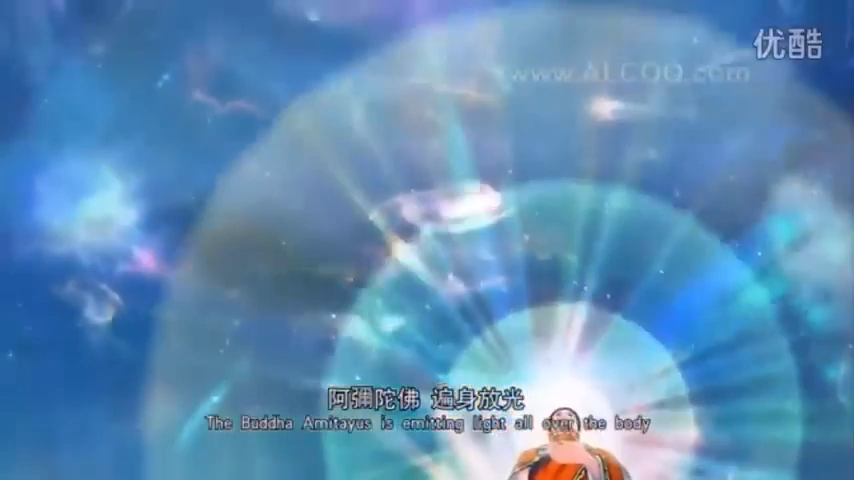 优酷
www.ALCOO.com
阿彌陀佛 遍身放光
The Buddha Amitayus is emitting light all over the body